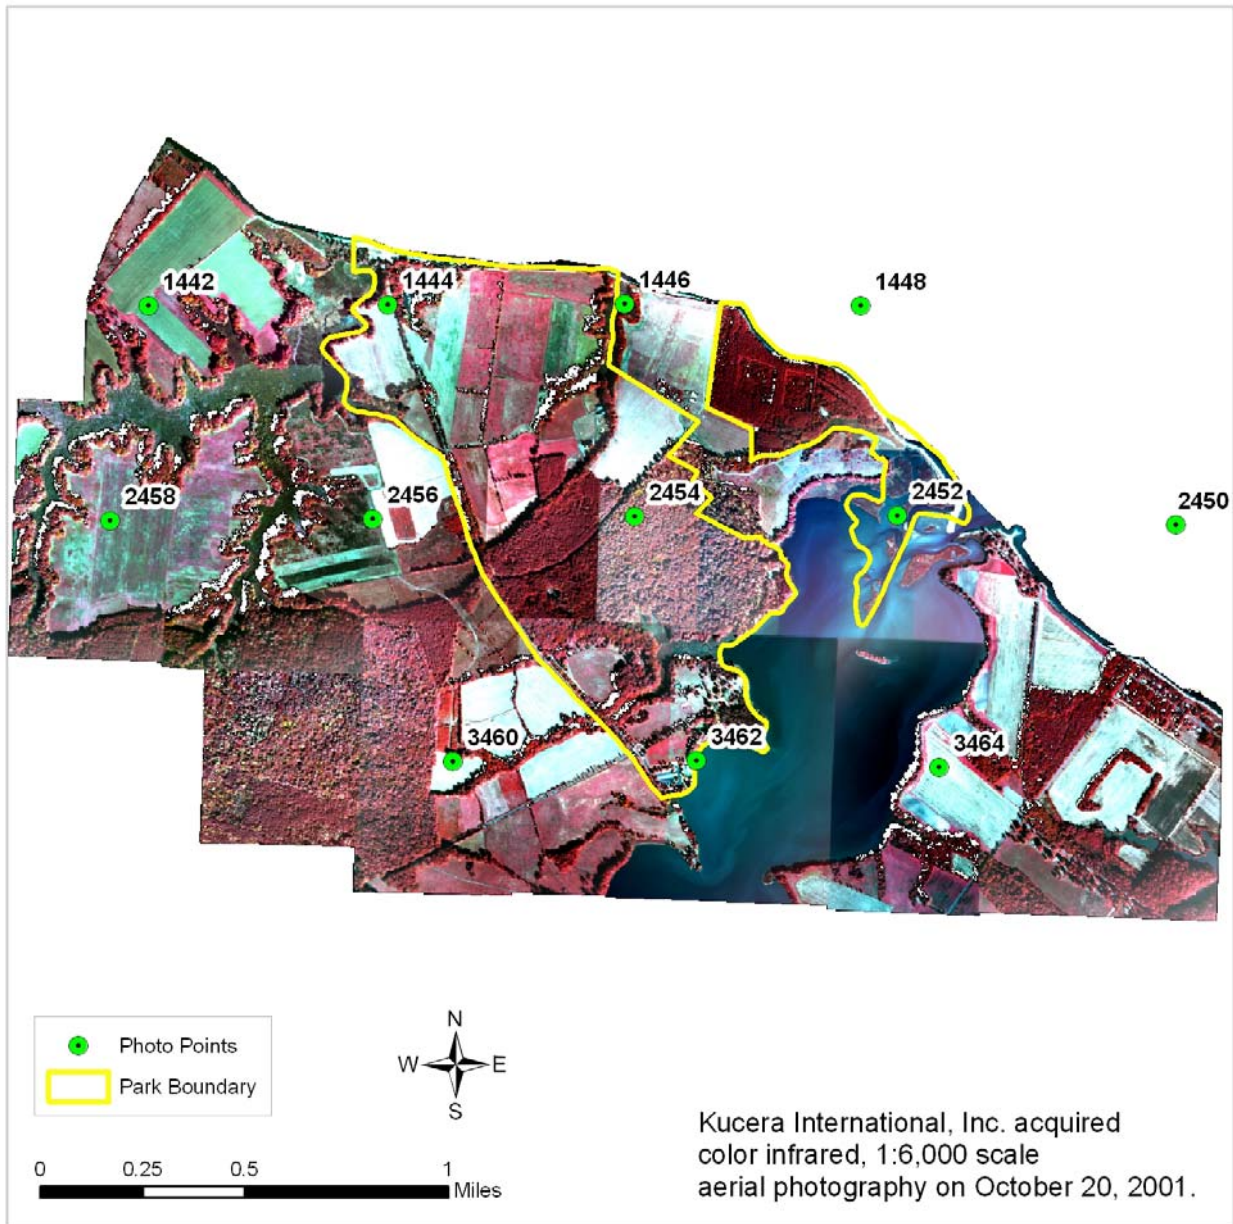 1442
1444
1446
1448
2458
2456
2454
2452
2450
3460
3462
3464
Photo Points
Park Boundary
N
W E
S
0 0.25 0.5 1
Miles
Kucera International, Inc. acquired
color infrared, 1:6,000 scale
aerial photography on October 20, 2001.